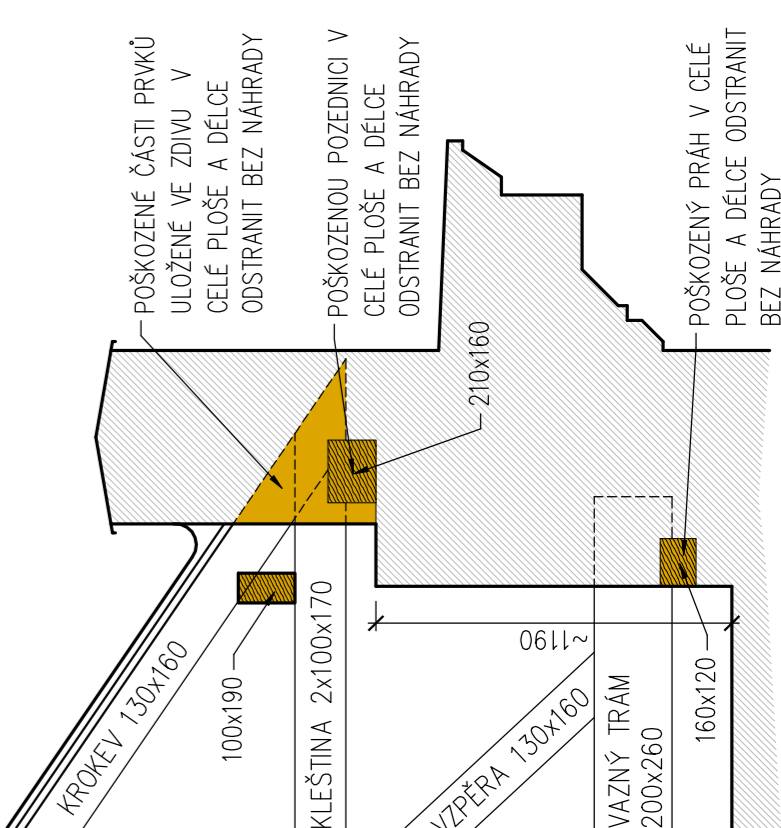 POŠKOZENÉ ČÁSTI PRVKŮ
ULOŽENÉ VE ZDIVU V
CELÉ PLOŠE A DÉLCE
ODSTRANIT BEZ NÁHRADY
POŠKOZENOU POZEDNICI V
CELÉ PLOŠE A DÉLCE
ODSTRANIT BEZ NÁHRADY
POŠKOZENÝ PRÁH V CELÉ
PLOŠE A DÉLCE ODSTRANIT
BEZ NÁHRADY
210x160
KROKEV 130x160
100x190
KLEŠTINA 2x100x170
~1190
VZPĚRA 130x160
VAZNÝ TRÁM
200x260
160x120